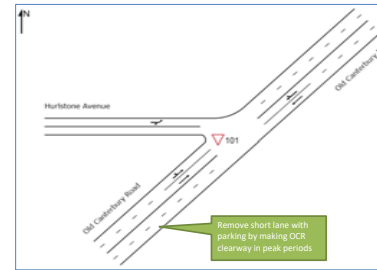 N
Old Canterbury
Hurlstone Avenue
101
Old Canterbury Road
Remove short lane with
parking by making OCR
clearway in peak periods